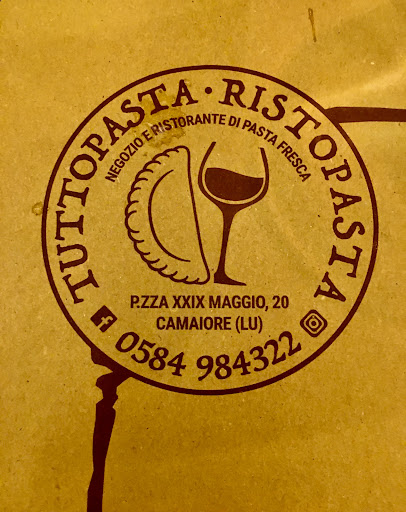 TUTTOPASTA · RISTOPASTA
NEGOZIO E RISTORANTE DI PASTA FRESCA
P.ZZA XXIX MAGGIO, 20
CAMAIORE (LU)
0584 984322